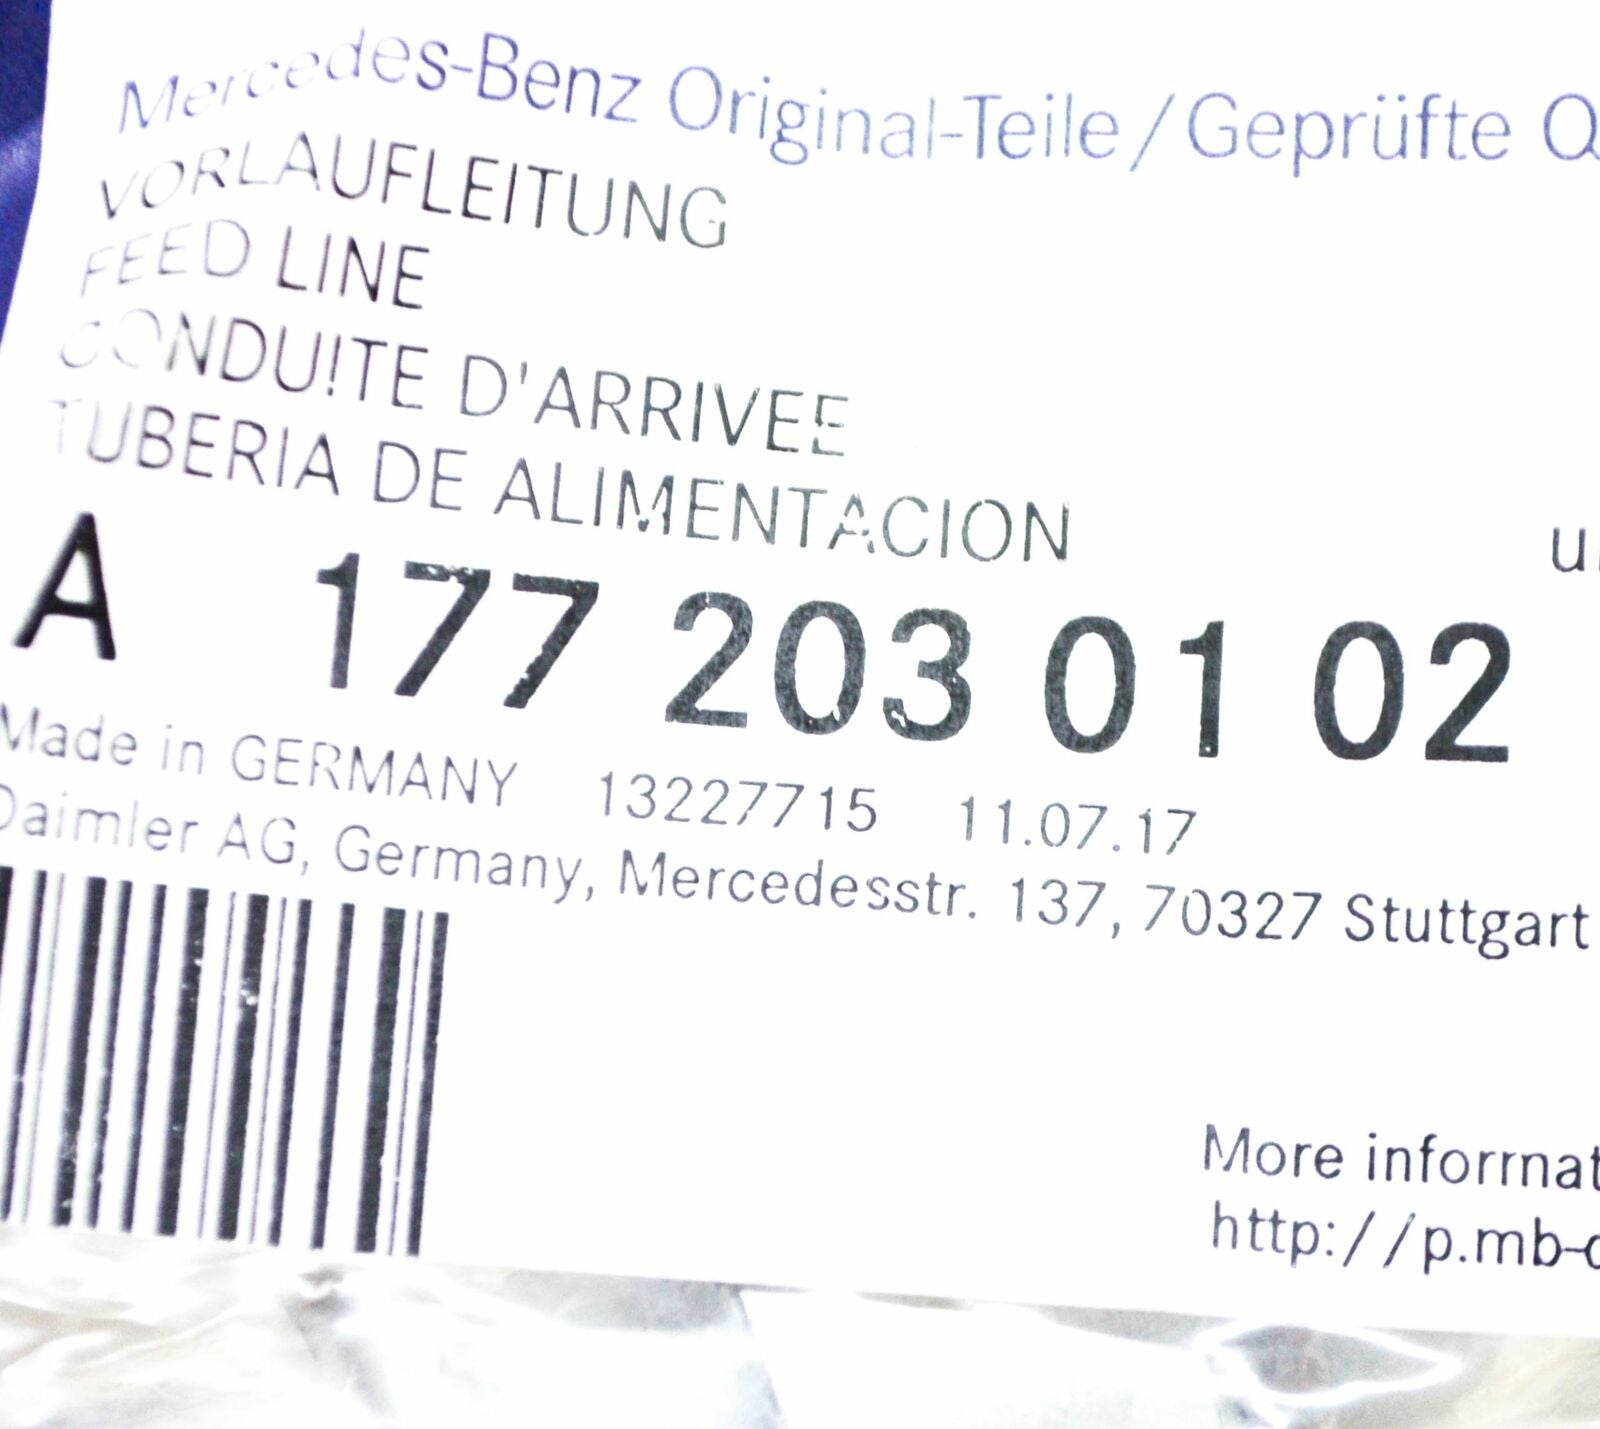 Mercedes-Benz Original-Teile/Geprüfte Q
VORLAUFLEITUNG
FEED LINE
CONDUITE D'ARRIVEE
TUBERIA DE ALIMENTACION
A 177 203 01 02
Made in GERMANY 13227715 11.07.17
Daimler AG, Germany, Mercedesstr. 137, 70327 Stuttgart
More informat
http://p.mb-